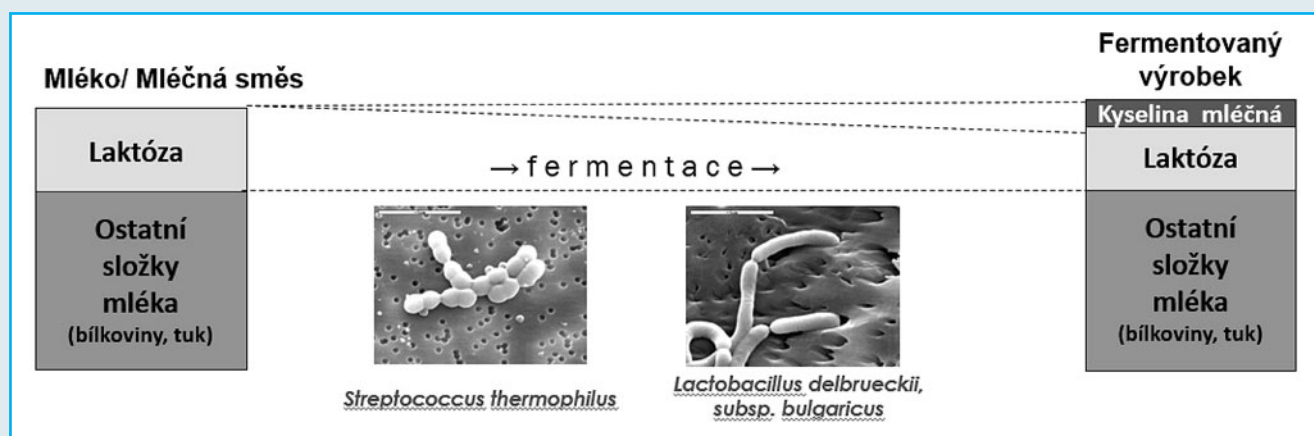 Mléko/ Mléčná směs
Laktóza
Ostatní
složky
mléka
(bílkoviny, tuk)
→ fermentace →
Streptococcus thermophilus
Lactobacillus delbrueckii,
subsp. bulgaricus
Fermentovaný
výrobek
Kyselina mléčná
Laktóza
Ostatní
složky
mléka
(bílkoviny, tuk)